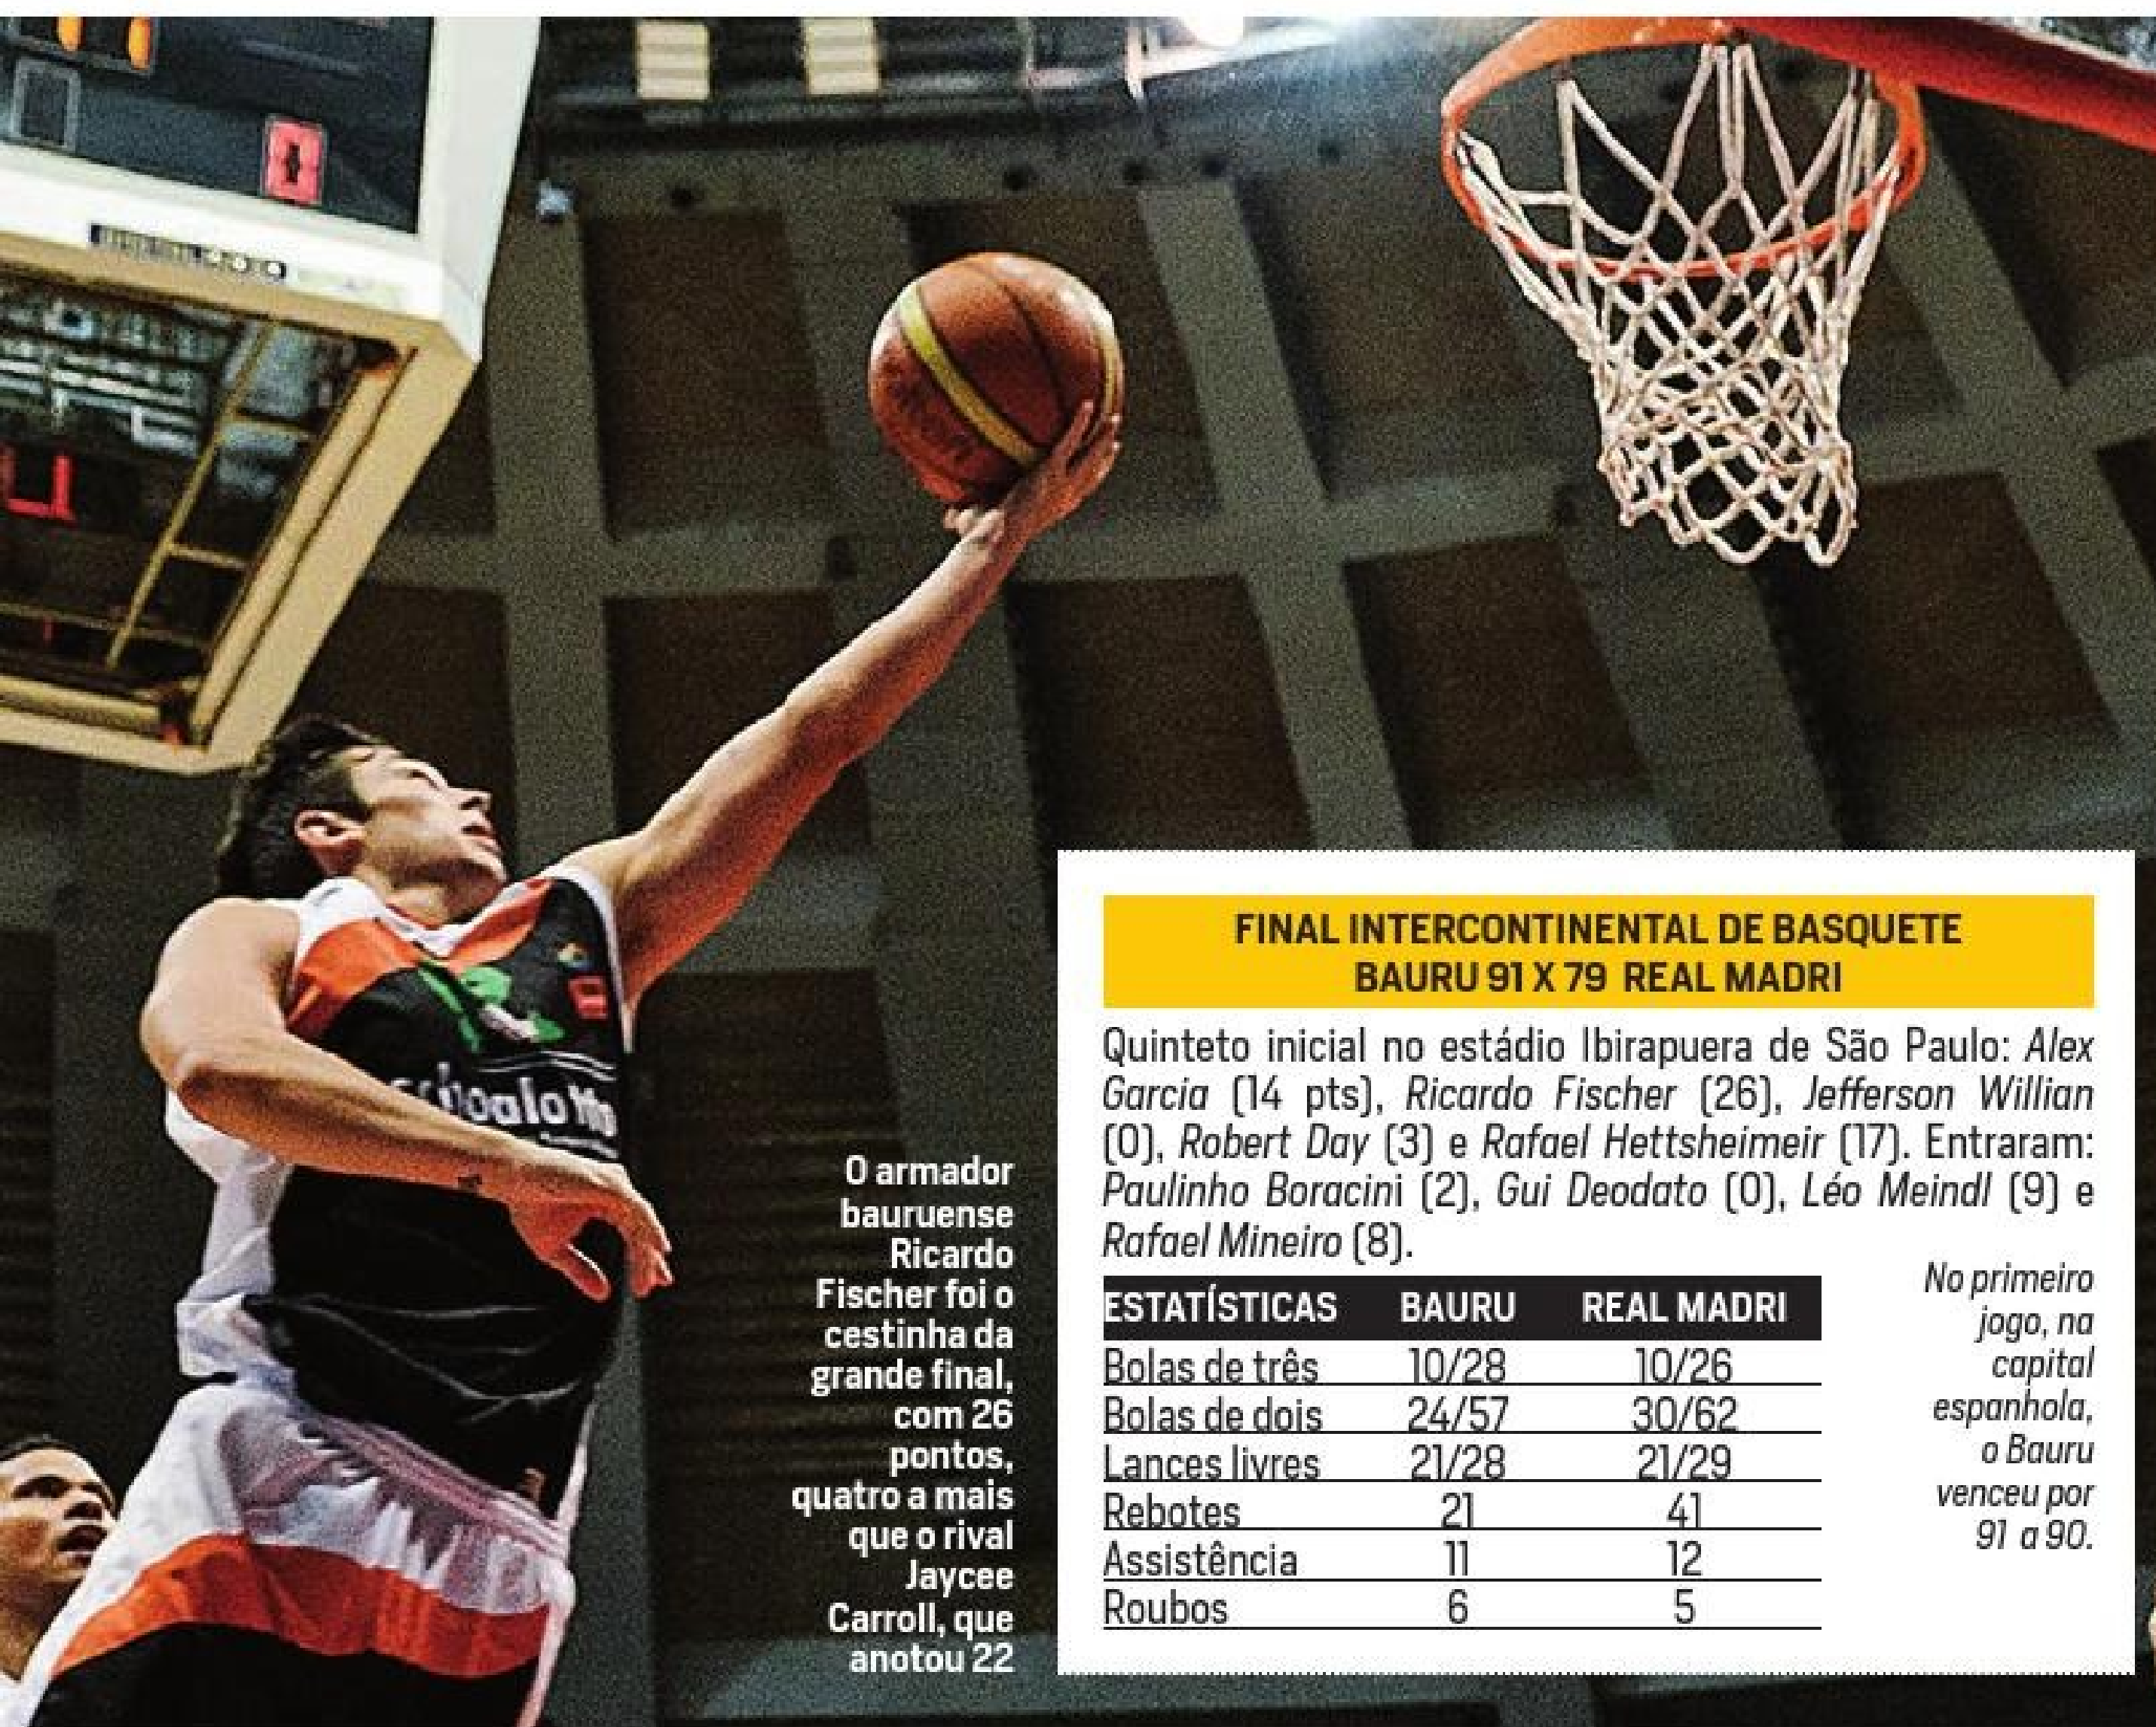 O armador
bauruense
Ricardo
Fischer foi o
cestinha da
grande final,
com 26
pontos,
quatro a mais
que o rival
Jaycee
Carroll, que
anotou 22
FINAL INTERCONTINENTAL DE BASQUETE
BAURU 91 X 79 REAL MADRI
Quinteto inicial no estádio Ibirapuera de São Paulo: Alex
Garcia (14 pts), Ricardo Fischer (26), Jefferson Willian
(0), Robert Day (3) e Rafael Hettsheimeir (17). Entraram:
Paulinho Boracini (2), Gui Deodato (0), Léo Meindl (9) e
Rafael Mineiro (8).
ESTATÍSTICAS BAURU REAL MADRI
Bolas de três 10/28 10/26
Bolas de dois 24/57 30/62
Lances livres 21/28 21/29
Rebotes 21 41
Assistência 11 12
Roubos 6 5
No primeiro
jogo, na
capital
espanhola,
o Bauru
venceu por
91 a 90.